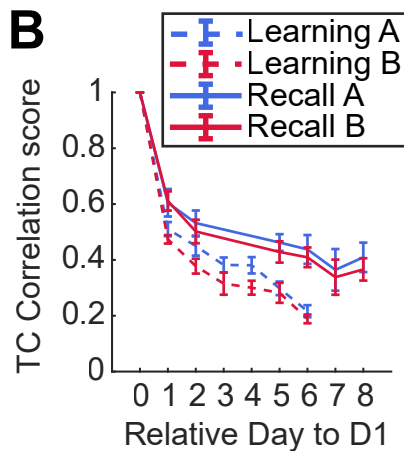 B
Learning A
Learning B
Recall A
Recall B
TC Correlation score
1
0.8
0.6
0.4
0.2
0
0 1 2 3 4 5 6 7 8
Relative Day to D1